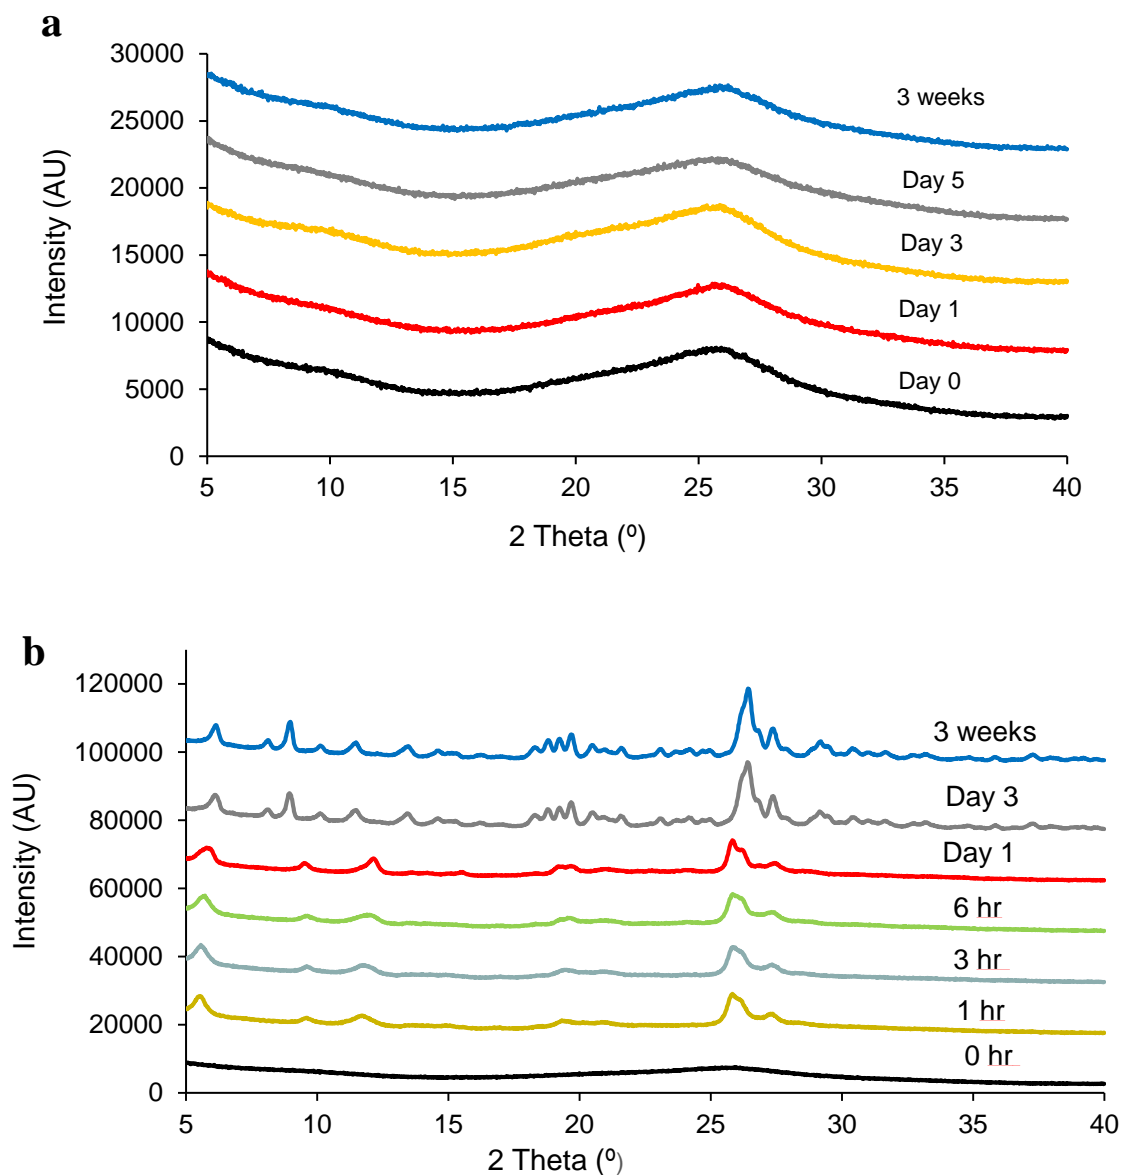 a
30000
25000
20000
15000
10000
5000
0
Intensity (AU)
3 weeks
Day 5
Day 3
Day 1
Day 0
5 10 15 20 25 30 35 40
2 Theta (º)
b
120000
100000
80000
60000
40000
20000
0
Intensity (AU)
3 weeks
Day 3
Day 1
6 hr
3 hr
1 hr
0 hr
5 10 15 20 25 30 35 40
2 Theta (º)